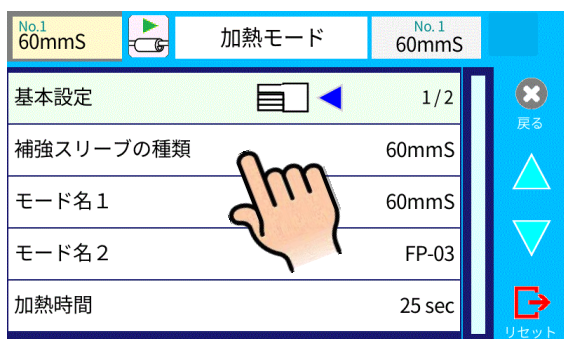 No.1
60mmS
加熱モード
No. 1
60mmS
基本設定 1/2
戻る
補強スリーブの種類 60mmS
モード名１ 60mmS
モード名２ FP-03
加熱時間 25 sec
リセット